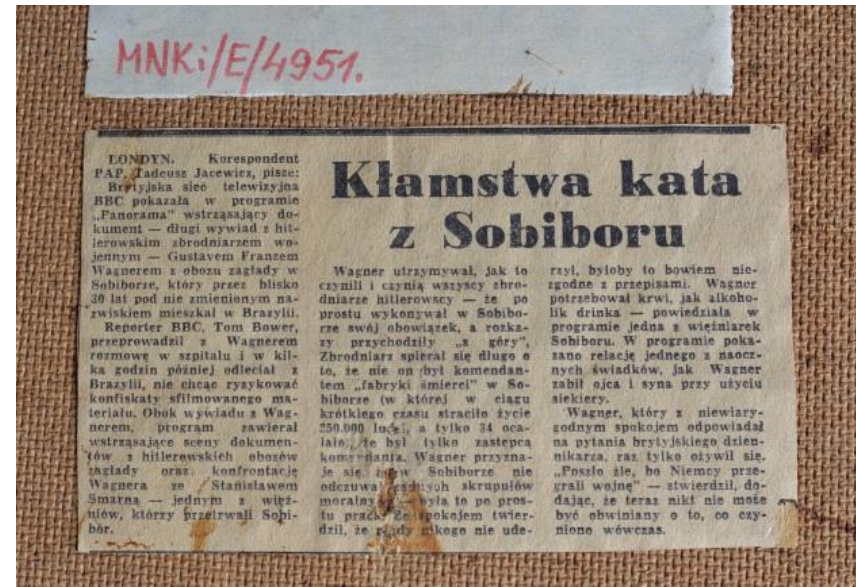 MNKi/E/4951.
LONDYN. Korespondent
PAP, Tadeusz Jacewicz, pisze:
Brytyjska sieć telewizyjna
BBC pokazała w programie
„Panorama" wstrząsający do-
kument — długi wywiad z hit-
lerowskim zbrodniarzem wo-
jennym — Gustavem Franzem
Wagnerem z obozu zagłady w
Sobiborze, który przez blisko
30 lat pod nie zmienionym na-
zwiskiem mieszkał w Brazylii.
Reporter BBC, Tom Bower,
przeprowadził z Wagnerem
rozmowę w szpitalu i w kil-
ka godzin później odleciał z
Brazylii, nie chcąc ryzykować
konfiskaty sfilmowanego ma-
teriału. Obok wywiadu z Wag-
nerem, program zawierał
wstrząsające sceny dokumen-
tów z hitlerowskich obozów
zagłady oraz konfrontację
Wagnera ze Stanisławem
Smazna — jednym z więź-
niów, którzy przetrwali Sobi-
bór.
Kłamstwa kata
z Sobiboru
Wagner utrzymywał, jak to
czynili i czynią wszyscy zbro-
dniarze hitlerowscy — że po
prostu wykonywał w Sobibo-
rze swój obowiązek, a rozka-
zy przychodziły „z góry",
Zbrodniarz spierał się długo o
to, że nie on był komendan-
tem „fabryki śmierci" w So-
biborze (w której w ciągu
krótkiego czasu straciło życie
250.000 ludzi, a tylko 34 oca-
lało), że był tylko zastępcą
komendanta. Wagner przyzna-
je się, że w Sobiborze nie
odczuwał żadnych skrupułów
moralnych — była to po pros-
tu praca. Ze spokojem twier-
dził, że nigdy nikogo nie ude-
rzył, byłoby to bowiem nie-
zgodne z przepisami. Wagner
potrzebował krwi, jak alkoho-
lik drinka — powiedziała w
programie jedna z więźniarek
Sobiboru. W programie poka-
zano relację jednego z naocz-
nych świadków, jak Wagner
zabił ojca i syna przy użyciu
siekiery.
Wagner, który z niewiary-
godnym spokojem odpowiadał
na pytania brytyjskiego dzien-
nikarza, raz tylko ożywił się.
„Poszło źle, bo Niemcy prze-
grali wojnę" — stwierdził, do-
dając, że teraz nikt nie może
być obwiniany o to, co czy-
niono wówczas.